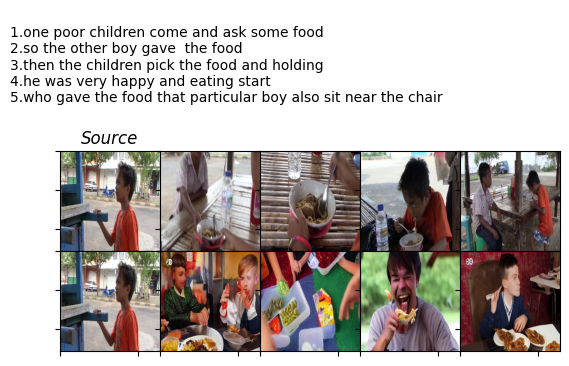 1.one poor children come and ask some food
2.so the other boy gave  the food
3.then the children pick the food and holding
4.he was very happy and eating start
5.who gave the food that particular boy also sit near the chair
Source